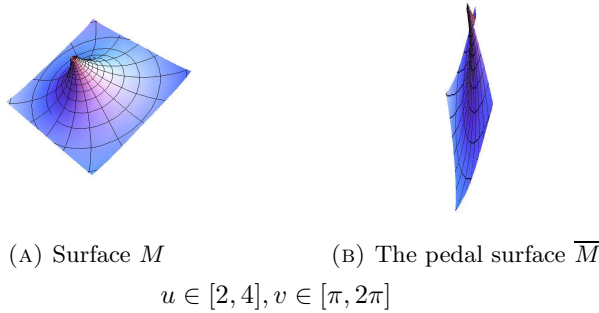 (A) Surface M
(B) The pedal surface M̅
u ∈ [2, 4], v ∈ [π, 2π]